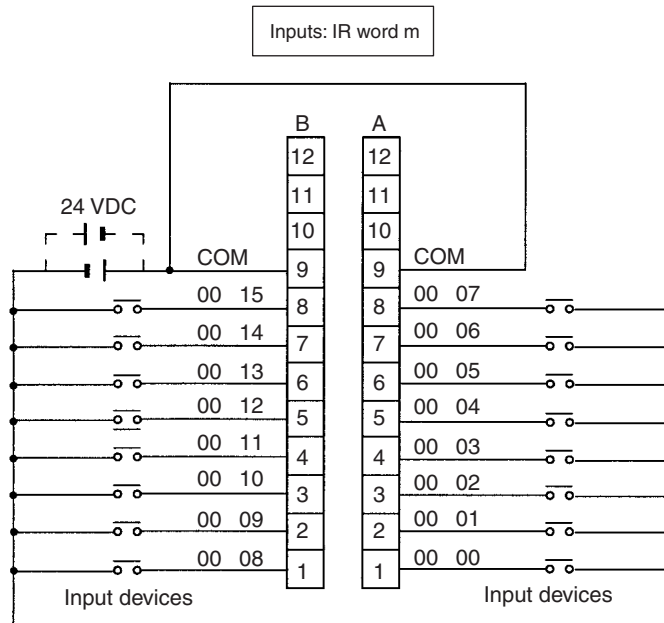 Inputs: IR word m
B A
12 12
11 11
24 VDC
10 10
COM 9 9 COM
00 15 8 8 00 07
00 14 7 7 00 06
00 13 6 6 00 05
00 12 5 5 00 04
00 11 4 4 00 03
00 10 3 3 00 02
00 09 2 2 00 01
00 08 1 1 00 00
Input devices Input devices